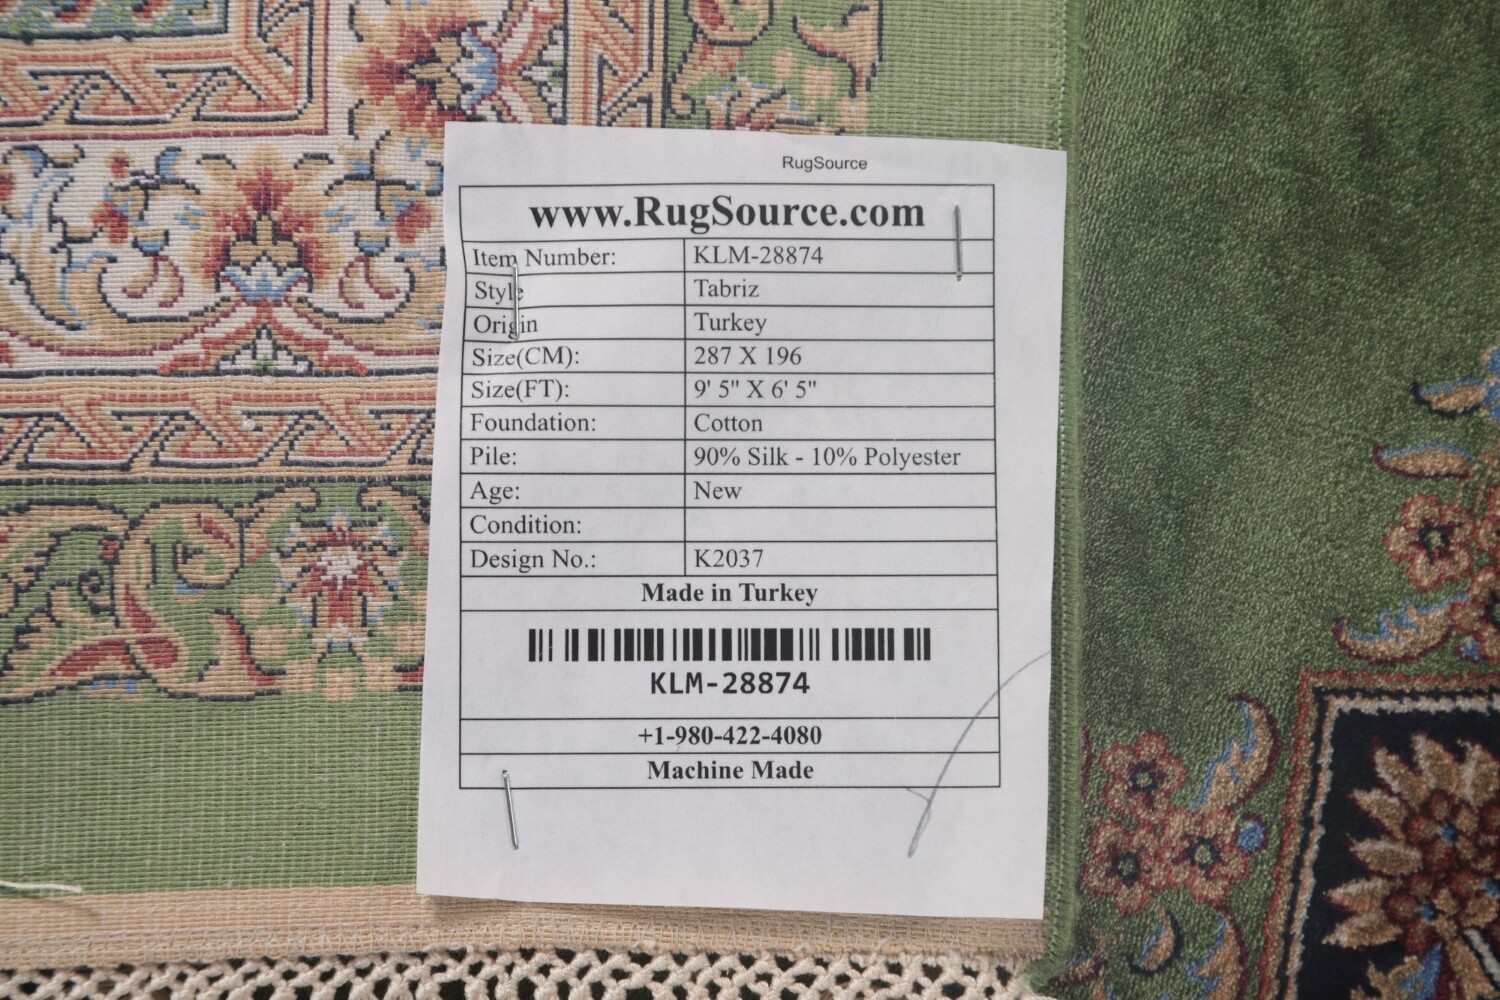 RugSource
www.RugSource.com
Item Number: KLM-28874
Style Tabriz
Origin Turkey
Size(CM): 287 X 196
Size(FT): 9' 5" X 6' 5"
Foundation: Cotton
Pile: 90% Silk - 10% Polyester
Age: New
Condition:
Design No.: K2037
Made in Turkey
KLM-28874
+1-980-422-4080
Machine Made